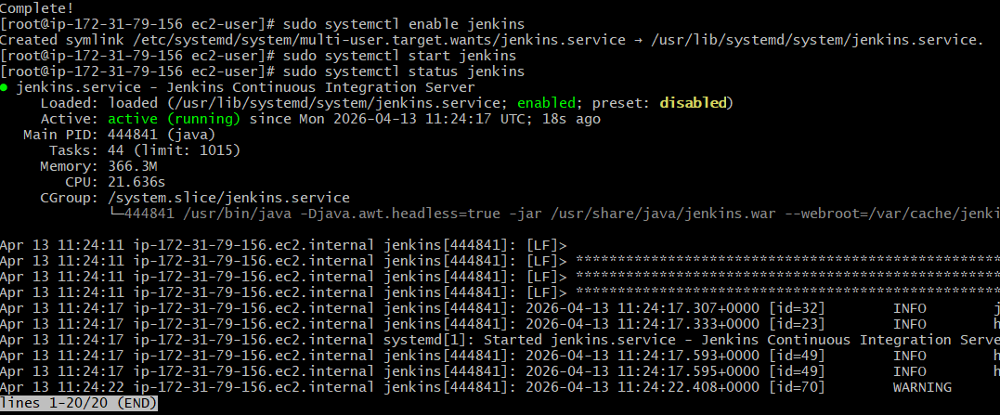 Complete!
[root@ip-172-31-79-156 ec2-user]# sudo systemctl enable jenkins
Created symlink /etc/systemd/system/multi-user.target.wants/jenkins.service → /usr/lib/systemd/system/jenkins.service.
[root@ip-172-31-79-156 ec2-user]# sudo systemctl start jenkins
[root@ip-172-31-79-156 ec2-user]# sudo systemctl status jenkins
● jenkins.service - Jenkins Continuous Integration Server
     Loaded: loaded (/usr/lib/systemd/system/jenkins.service; enabled; preset: disabled)
     Active: active (running) since Mon 2026-04-13 11:24:17 UTC; 18s ago
   Main PID: 444841 (java)
      Tasks: 44 (limit: 1015)
     Memory: 366.3M
        CPU: 21.636s
     CGroup: /system.slice/jenkins.service
             └─444841 /usr/bin/java -Djava.awt.headless=true -jar /usr/share/java/jenkins.war --webroot=/var/cache/jenki
Apr 13 11:24:11 ip-172-31-79-156.ec2.internal jenkins[444841]: [LF]>
Apr 13 11:24:11 ip-172-31-79-156.ec2.internal jenkins[444841]: [LF]> ***************************************************
Apr 13 11:24:11 ip-172-31-79-156.ec2.internal jenkins[444841]: [LF]> ***************************************************
Apr 13 11:24:11 ip-172-31-79-156.ec2.internal jenkins[444841]: [LF]> ***************************************************
Apr 13 11:24:17 ip-172-31-79-156.ec2.internal jenkins[444841]: 2026-04-13 11:24:17.307+0000 [id=32]        INFO        j
Apr 13 11:24:17 ip-172-31-79-156.ec2.internal jenkins[444841]: 2026-04-13 11:24:17.333+0000 [id=23]        INFO        h
Apr 13 11:24:17 ip-172-31-79-156.ec2.internal systemd[1]: Started jenkins.service - Jenkins Continuous Integration Serve
Apr 13 11:24:17 ip-172-31-79-156.ec2.internal jenkins[444841]: 2026-04-13 11:24:17.593+0000 [id=49]        INFO        h
Apr 13 11:24:17 ip-172-31-79-156.ec2.internal jenkins[444841]: 2026-04-13 11:24:17.595+0000 [id=49]        INFO        h
Apr 13 11:24:22 ip-172-31-79-156.ec2.internal jenkins[444841]: 2026-04-13 11:24:22.408+0000 [id=70]        WARNING
lines 1-20/20 (END)